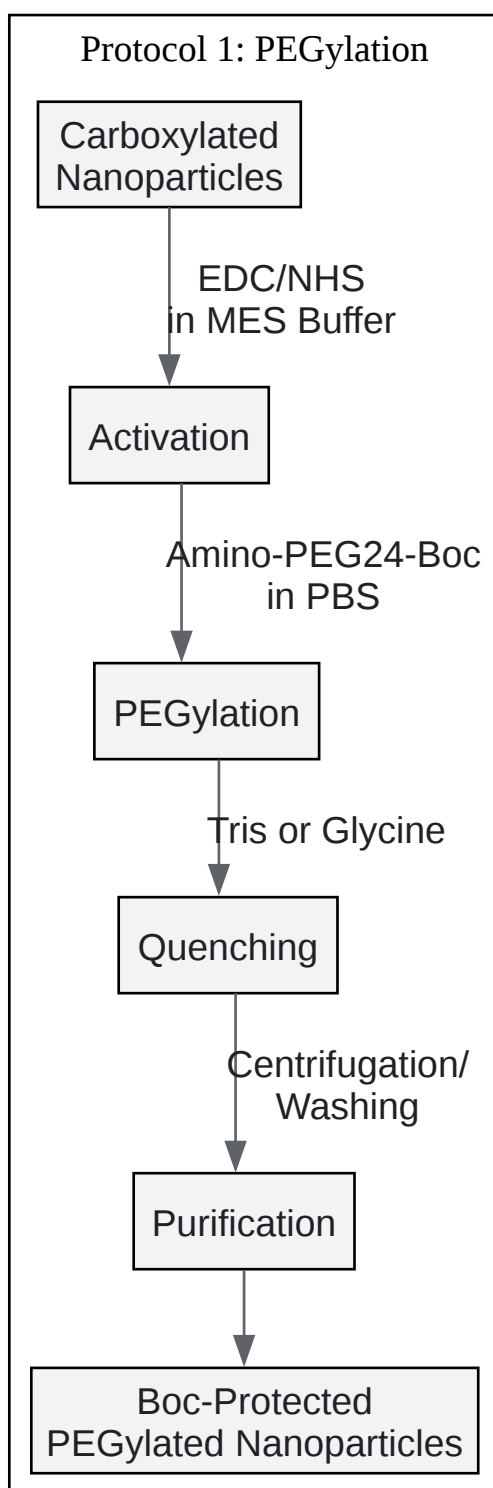 Protocol 1: PEGylation
Carboxylated
Nanoparticles
EDC/NHS
in MES Buffer
Activation
Amino-PEG24-Boc
in PBS
PEGylation
Tris or Glycine
Quenching
Centrifugation/
Washing
Purification
Boc-Protected
PEGylated Nanoparticles